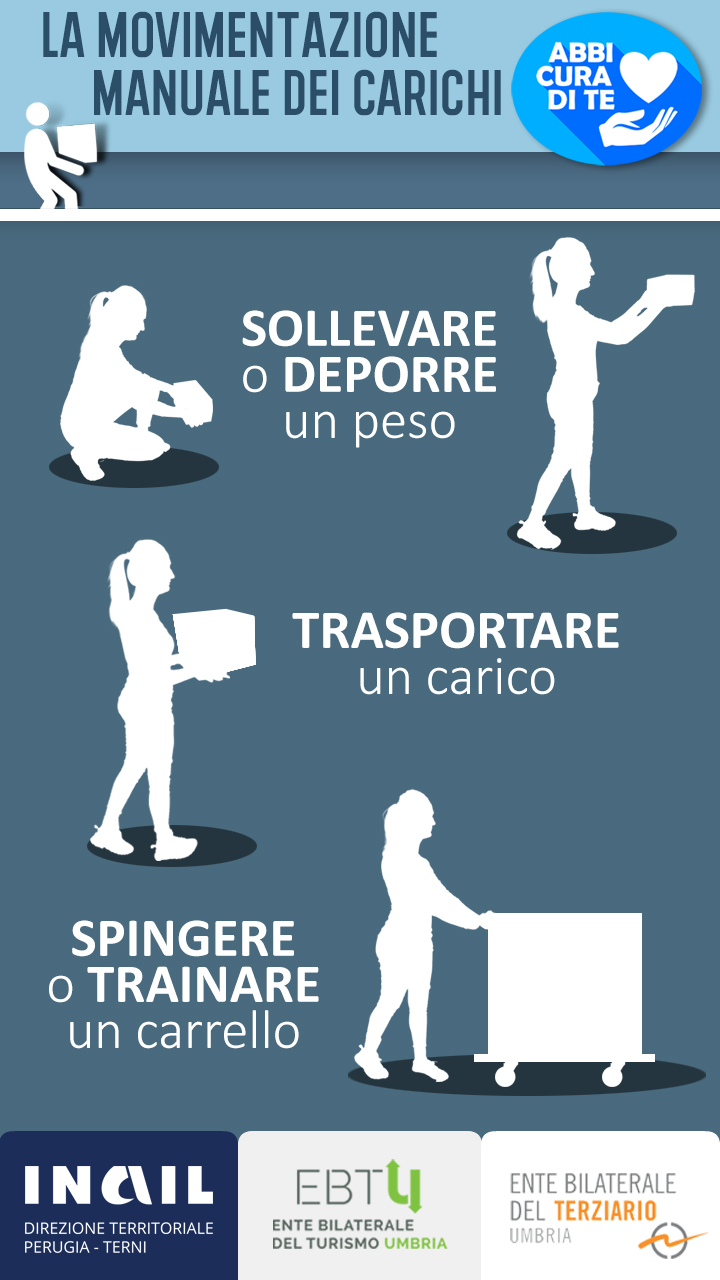 LA MOVIMENTAZIONE
MANUALE DEI CARICHI
ABBI
CURA
DI TE
SOLLEVARE
o DEPORRE
un peso
TRASPORTARE
un carico
SPINGERE
o TRAINARE
un carrello
INAIL
DIREZIONE TERRITORIALE
PERUGIA - TERNI
EBTU
ENTE BILATERALE
DEL TURISMO UMBRIA
ENTE BILATERALE
DEL TERZIARIO
UMBRIA